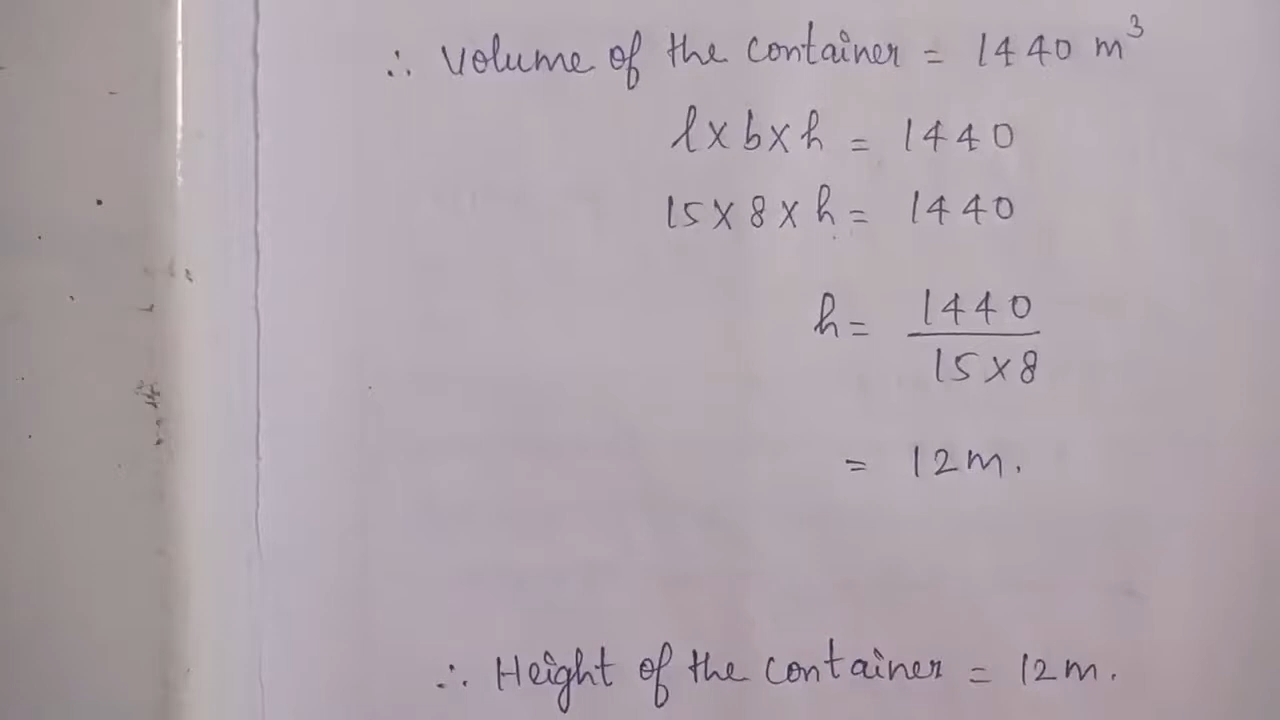 ∴ Volume of the container = 1440 m³
l × b × h = 1440
15 × 8 × h = 1440
h = 1440 / 15 × 8
= 12m.
∴ Height of the container = 12m.